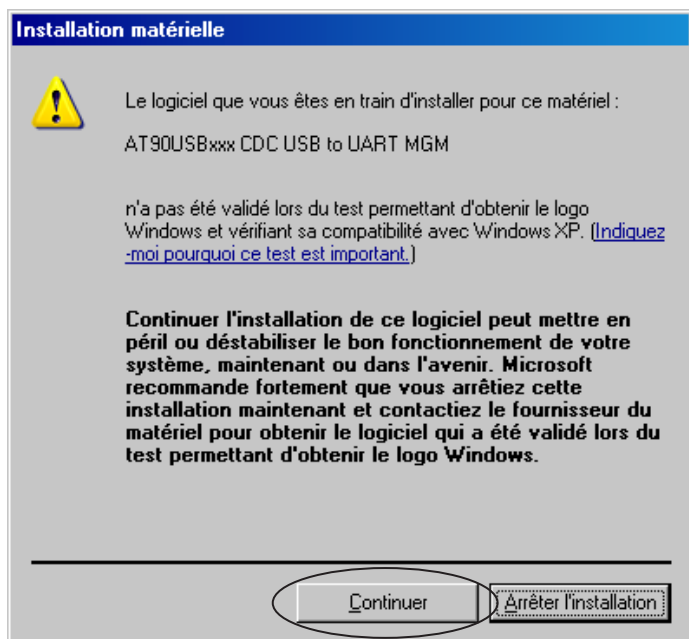 Installation matérielle
Le logiciel que vous êtes en train d'installer pour ce matériel :
AT90USBxxx CDC USB to UART MGM
n'a pas été validé lors du test permettant d'obtenir le logo
Windows et vérifiant sa compatibilité avec Windows XP. (Indiquez
-moi pourquoi ce test est important.)
Continuer l'installation de ce logiciel peut mettre en
péril ou déstabiliser le bon fonctionnement de votre
système, maintenant ou dans l'avenir. Microsoft
recommande fortement que vous arrêtiez cette
installation maintenant et contactiez le fournisseur du
matériel pour obtenir le logiciel qui a été validé lors du
test permettant d'obtenir le logo Windows.
Continuer
Arrêter l'installation